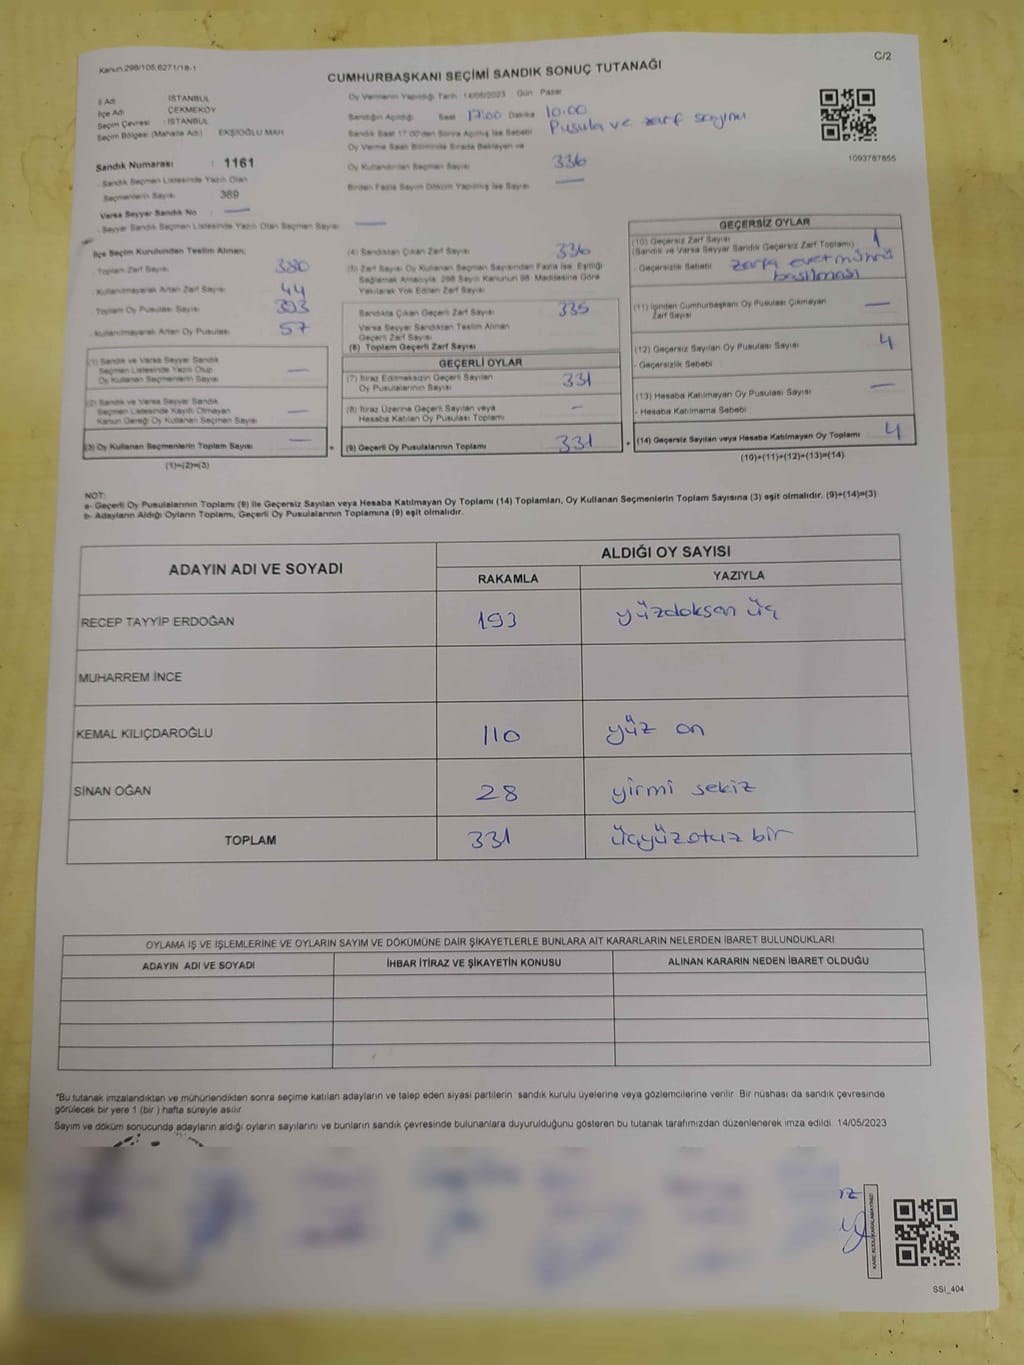 Kanun.298/105,6271/18-1
C/2
CUMHURBAŞKANI SEÇİMİ SANDIK SONUÇ TUTANAĞI
İl Adı : İSTANBUL
İlçe Adı : ÇEKMEKÖY
Seçim Çevresi : İSTANBUL
Seçim Bölgesi (Mahalle Adı) : EKŞİOĞLU MAH
Sandık Numarası : 1161
- Sandık Seçmen Listesinde Yazılı Olan
Seçmenlerin Sayısı : 369
Varsa Seyyar Sandık No : —
- Seyyar Sandık Seçmen Listesinde Yazılı Olan Seçmen Sayısı : —
Oy Vermenin Yapıldığı Tarih 14/05/2023 Gün Pazar
Sandığın Açıldığı Saat 17:00 Dakika 10.00
Sandık Saat 17:00'den Sonra Açılmış İse Sebebi Pusula ve zarf sayımı
Oy Verme Saati Bitiminde Sırada Bekleyen ve
Oy Kullandırılan Seçmen Sayısı 336
Birden Fazla Sayım Döküm Yapılmış İse Sayısı —
1093787855
İlçe Seçim Kurulundan Teslim Alınan;
- Toplam Zarf Sayısı : 380
- Kullanılmayarak Artan Zarf Sayısı : 44
- Toplam Oy Pusulası Sayısı : 393
- Kullanılmayarak Artan Oy Pusulası : 57
(1) Sandık ve Varsa Seyyar Sandık
Seçmen Listesinde Yazılı Olup
Oy Kullanan Seçmenlerin Sayısı —
(2) Sandık ve Varsa Seyyar Sandık
Seçmen Listesinde Kayıtlı Olmayan
Kanun Gereği Oy Kullanan Seçmen Sayısı —
(3) Oy Kullanan Seçmenlerin Toplam Sayısı —
(1)+(2)=(3)
(4) Sandıktan Çıkan Zarf Sayısı 336
(5) Zarf Sayısı Oy Kullanan Seçmen Sayısından Fazla İse, Eşitliği
Sağlamak Amacıyla, 298 Sayılı Kanunun 98. Maddesine Göre
Yakılarak Yok Edilen Zarf Sayısı
Sandıkta Çıkan Geçerli Zarf Sayısı 335
Varsa Seyyar Sandıktan Teslim Alınan
Geçerli Zarf Sayısı
(6) Toplam Geçerli Zarf Sayısı
GEÇERLİ OYLAR
(7) İtiraz Edilmeksizin Geçerli Sayılan
Oy Pusulalarının Sayısı 331
(8) İtiraz Üzerine Geçerli Sayılan veya
Hesaba Katılan Oy Pusulası Toplamı –
(9) Geçerli Oy Pusulalarının Toplamı 331
GEÇERSİZ OYLAR
(10) Geçersiz Zarf Sayısı 1
(Sandık ve Varsa Seyyar Sandık Geçersiz Zarf Toplamı)
- Geçersizlik Sebebi zarfa evet mührü
basılması
(11) İçinden Cumhurbaşkanı Oy Pusulası Çıkmayan
Zarf Sayısı —
(12) Geçersiz Sayılan Oy Pusulası Sayısı 4
- Geçersizlik Sebebi
(13) Hesaba Katılmayan Oy Pusulası Sayısı —
- Hesaba Katılmama Sebebi
(14) Geçersiz Sayılan veya Hesaba Katılmayan Oy Toplamı 4
(10)+(11)+(12)+(13)=(14)
NOT:
a- Geçerli Oy Pusulalarının Toplamı (9) ile Geçersiz Sayılan veya Hesaba Katılmayan Oy Toplamı (14) Toplamları, Oy Kullanan Seçmenlerin Toplam Sayısına (3) eşit olmalıdır. (9)+(14)=(3)
b- Adayların Aldığı Oyların Toplamı, Geçerli Oy Pusulalarının Toplamına (9) eşit olmalıdır.
ADAYIN ADI VE SOYADI ALDIĞI OY SAYISI
RAKAMLA YAZIYLA
RECEP TAYYİP ERDOĞAN 193 yüzdoksan üç
MUHARREM İNCE
KEMAL KILIÇDAROĞLU 110 yüz on
SİNAN OĞAN 28 yirmi sekiz
TOPLAM 331 üçyüzotuz bir
OYLAMA İŞ VE İŞLEMLERİNE VE OYLARIN SAYIM VE DÖKÜMÜNE DAİR ŞİKAYETLERLE BUNLARA AİT KARARLARIN NELERDEN İBARET BULUNDUKLARI
ADAYIN ADI VE SOYADI İHBAR İTİRAZ VE ŞİKAYETİN KONUSU ALINAN KARARIN NEDEN İBARET OLDUĞU
*Bu tutanak imzalandıktan ve mühürlendikten sonra seçime katılan adayların ve talep eden siyasi partilerin sandık kurulu üyelerine veya gözlemcilerine verilir. Bir nüshası da sandık çevresinde
görülecek bir yere 1 (bir) hafta süreyle asılır
Sayım ve döküm sonucunda adayların aldığı oyların sayılarını ve bunların sandık çevresinde bulunanlara duyurulduğunu gösteren bu tutanak tarafımızdan düzenlenerek imza edildi. 14/05/2023
KARE KODU KARALAMAYINIZ!
SSI_404